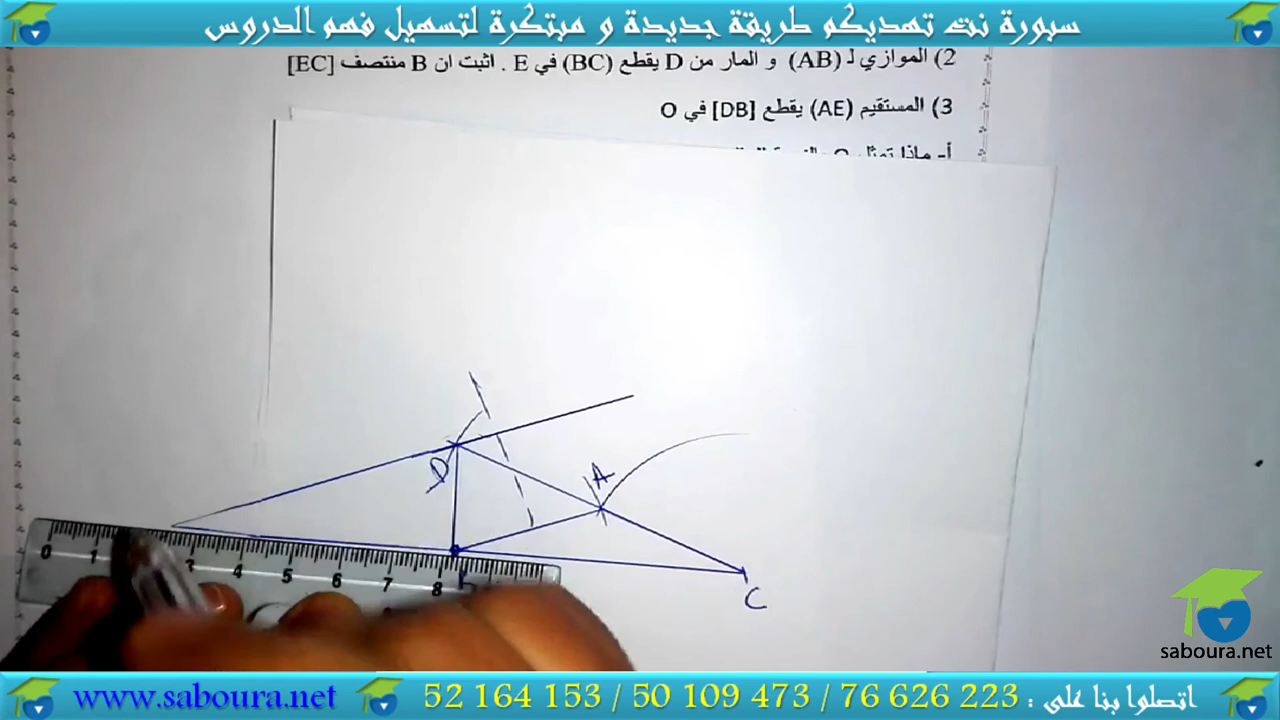 سبورة نت تهديكم طريقة جديدة و مبتكرة لتسهيل فهم الدروس
2) الموازي لـ (AB) و المار من D يقطع (BC) في E . اثبت ان B منتصف [EC]
3) المستقيم (AE) يقطع [DB] في O
أ- ماذا تمثل O
D
A
C
0 1 3 4 5 6 7 8
saboura.net
www.saboura.net 52 164 153 / 50 109 473 / 76 626 223 : اتصلوا بنا على